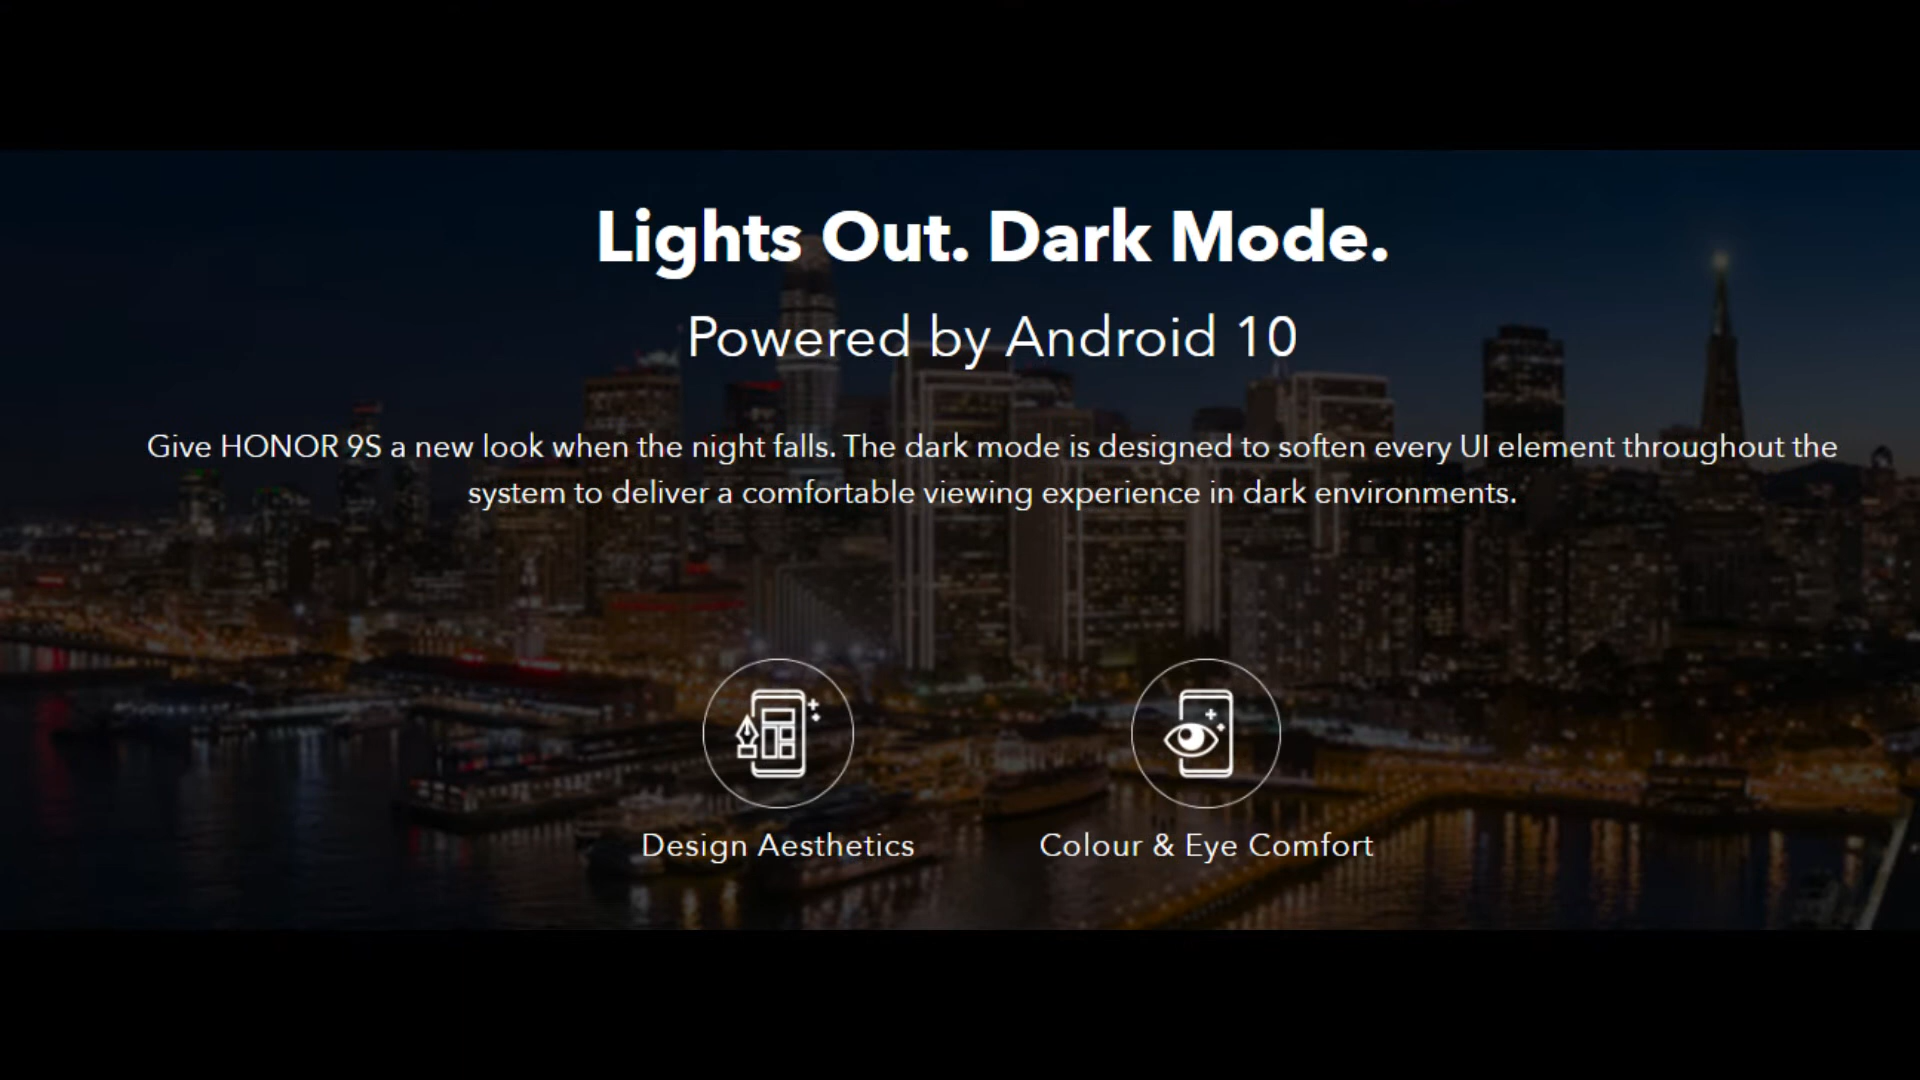 Lights Out. Dark Mode.
Powered by Android 10
Give HONOR 9S a new look when the night falls. The dark mode is designed to soften every UI element throughout the
system to deliver a comfortable viewing experience in dark environments.
Design Aesthetics
Colour & Eye Comfort